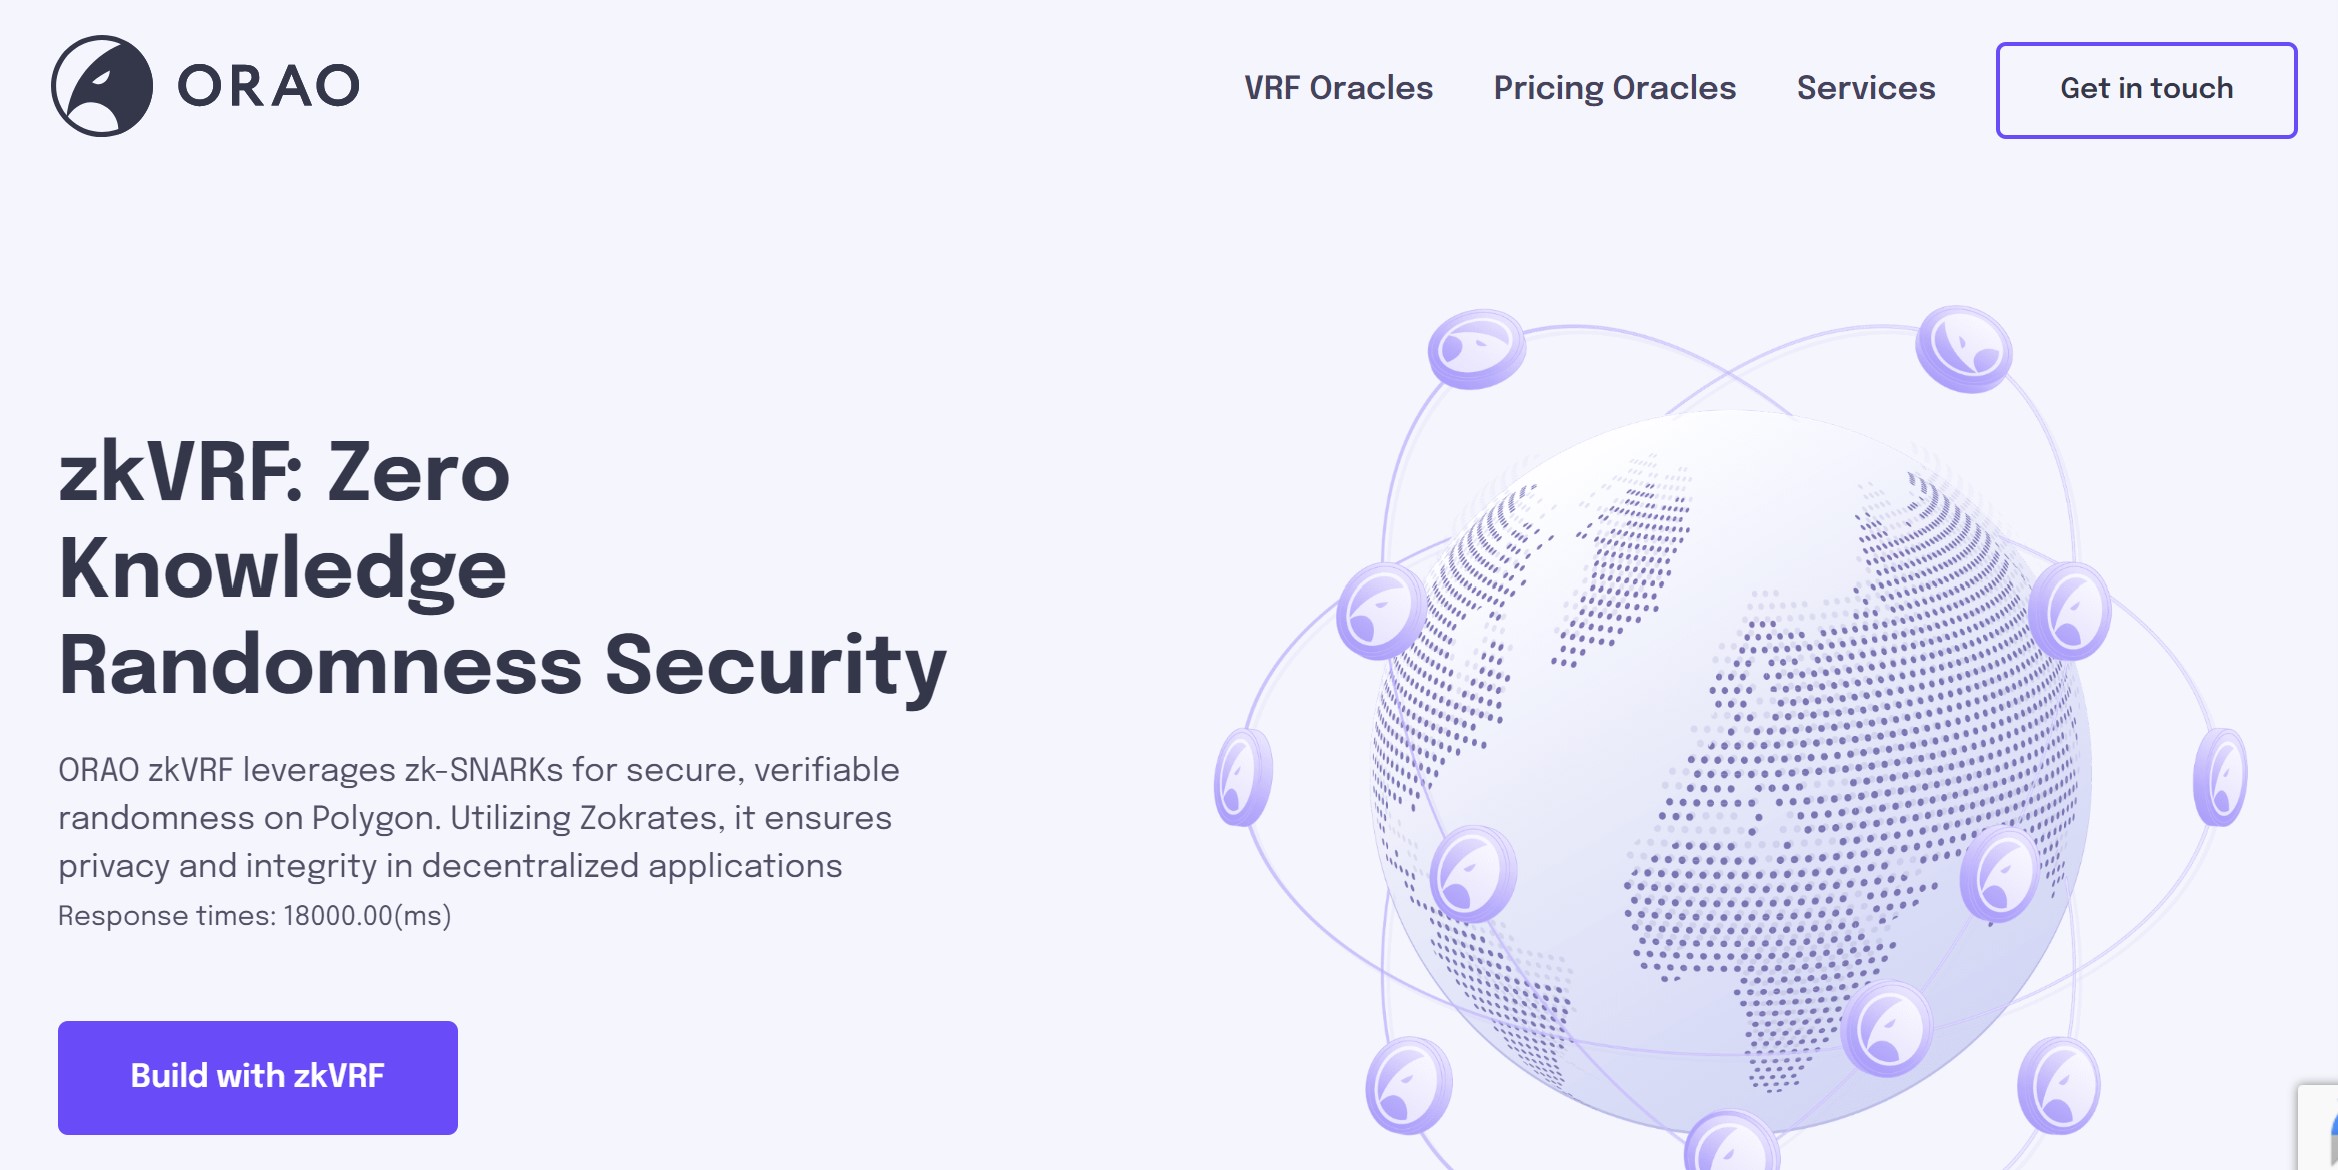 ORAO
VRF Oracles
Pricing Oracles
Services
Get in touch
zkVRF: Zero
Knowledge
Randomness Security
ORAO zkVRF leverages zk-SNARKs for secure, verifiable
randomness on Polygon. Utilizing Zokrates, it ensures
privacy and integrity in decentralized applications
Response times: 18000.00(ms)
Build with zkVRF